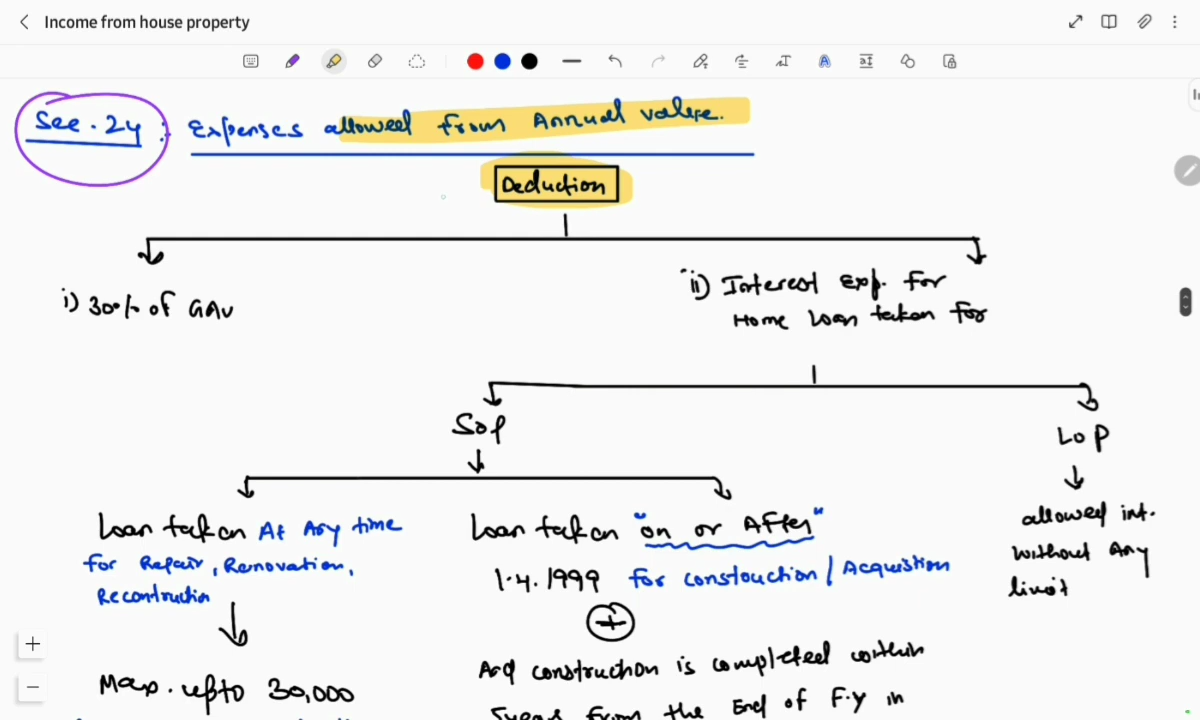 Income from house property
Sec. 24 :- Expenses allowed from Annual value.
Deduction
i) 30% of GAV
ii) Interest Exp. For
Home Loan taken for
SOP
LOP
Loan taken At Any time
for Repair, Renovation,
Recontruction
Max. upto 30,000
Loan taken "on or After"
1.4.1999 for construction / Acquistion
+
And construction is completed within
5 years from the End of F.Y in
allowed int.
without Any
limit